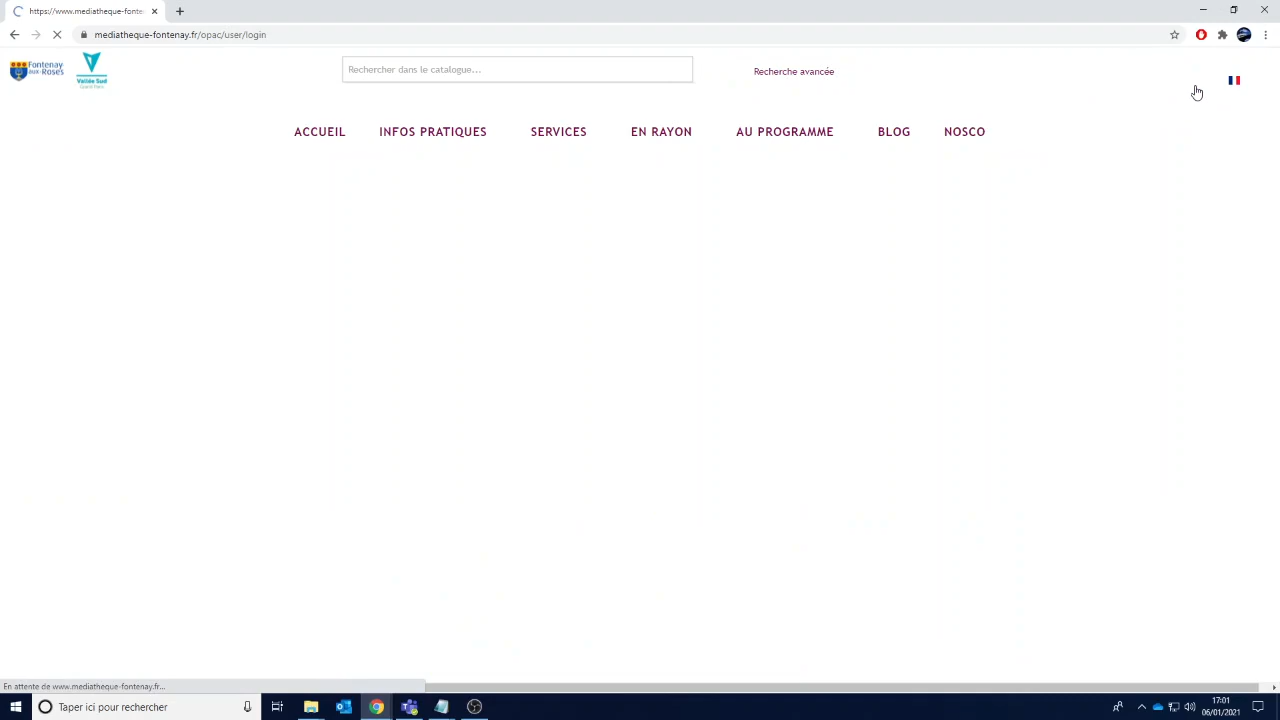 https://www.mediatheque-fonte
mediatheque-fontenay.fr/opac/user/login
Fontenay
aux-Roses
Vallée Sud
Rechercher dans le catalogue...
Recherche avancée
ACCUEIL INFOS PRATIQUES SERVICES EN RAYON AU PROGRAMME BLOG NOSCO
En attente de www.mediatheque-fontenay.fr...
Taper ici pour rechercher
17:01
06/01/2021